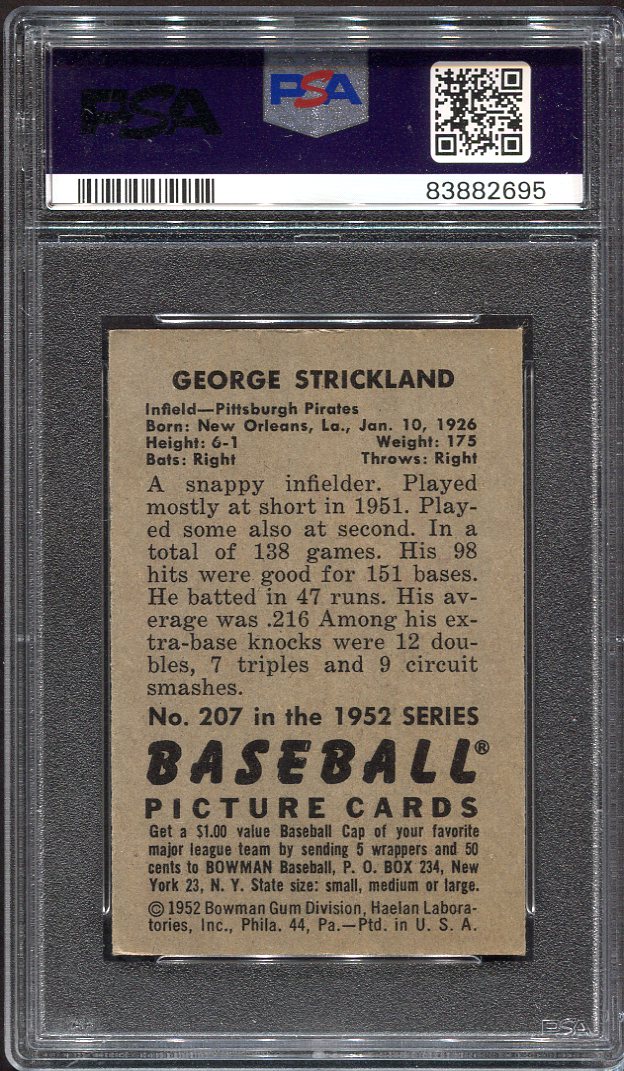 PSA
PSA
83882695
GEORGE STRICKLAND
Infield—Pittsburgh Pirates
Born: New Orleans, La., Jan. 10, 1926
Height: 6-1 Weight: 175
Bats: Right Throws: Right
A snappy infielder. Played
mostly at short in 1951. Play-
ed some also at second. In a
total of 138 games. His 98
hits were good for 151 bases.
He batted in 47 runs. His av-
erage was .216 Among his ex-
tra-base knocks were 12 dou-
bles, 7 triples and 9 circuit
smashes.
No. 207 in the 1952 SERIES
BASEBALL®
PICTURE CARDS
Get a $1.00 value Baseball Cap of your favorite
major league team by sending 5 wrappers and 50
cents to BOWMAN Baseball, P. O. BOX 234, New
York 23, N. Y. State size: small, medium or large.
© 1952 Bowman Gum Division, Haelan Labora-
tories, Inc., Phila. 44, Pa.—Ptd. in U. S. A.
PSA